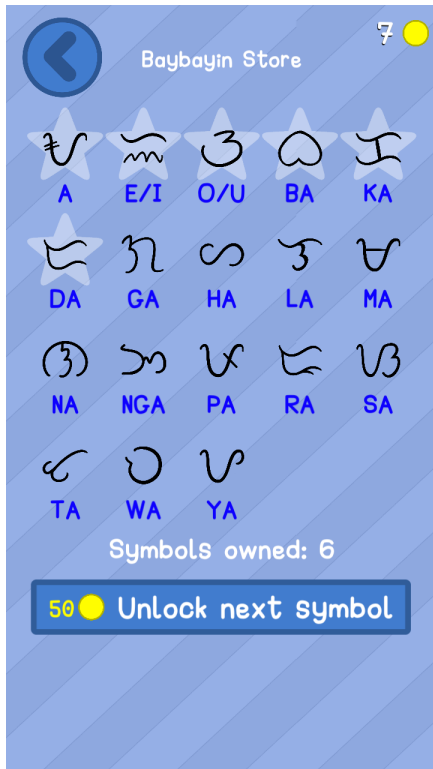 7
Baybayin Store
ᜀ ᜁ ᜂ ᜊ ᜃ
A E/I O/U BA KA
ᜇ ᜄ ᜑ ᜎ ᜋ
DA GA HA LA MA
ᜈ ᜅ ᜉ ᜍ ᜐ
NA NGA PA RA SA
ᜆ ᜏ ᜌ
TA WA YA
Symbols owned: 6
50 Unlock next symbol